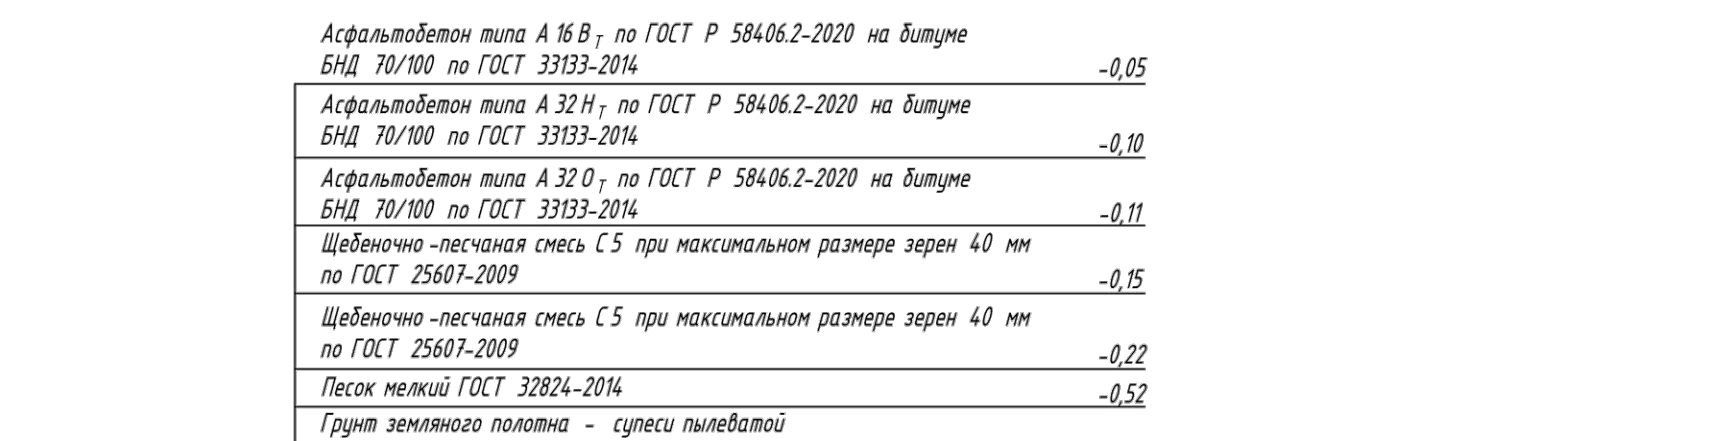 Асфальтобетон типа А 16 В Т по ГОСТ Р 58406.2-2020 на битуме
БНД 70/100 по ГОСТ 33133-2014 -0,05
Асфальтобетон типа А 32 Н Т по ГОСТ Р 58406.2-2020 на битуме
БНД 70/100 по ГОСТ 33133-2014 -0,10
Асфальтобетон типа А 32 О Т по ГОСТ Р 58406.2-2020 на битуме
БНД 70/100 по ГОСТ 33133-2014 -0,11
Щебеночно-песчаная смесь С 5 при максимальном размере зерен 40 мм
по ГОСТ 25607-2009 -0,15
Щебеночно-песчаная смесь С 5 при максимальном размере зерен 40 мм
по ГОСТ 25607-2009 -0,22
Песок мелкий ГОСТ 32824-2014 -0,52
Грунт земляного полотна - супеси пылеватой